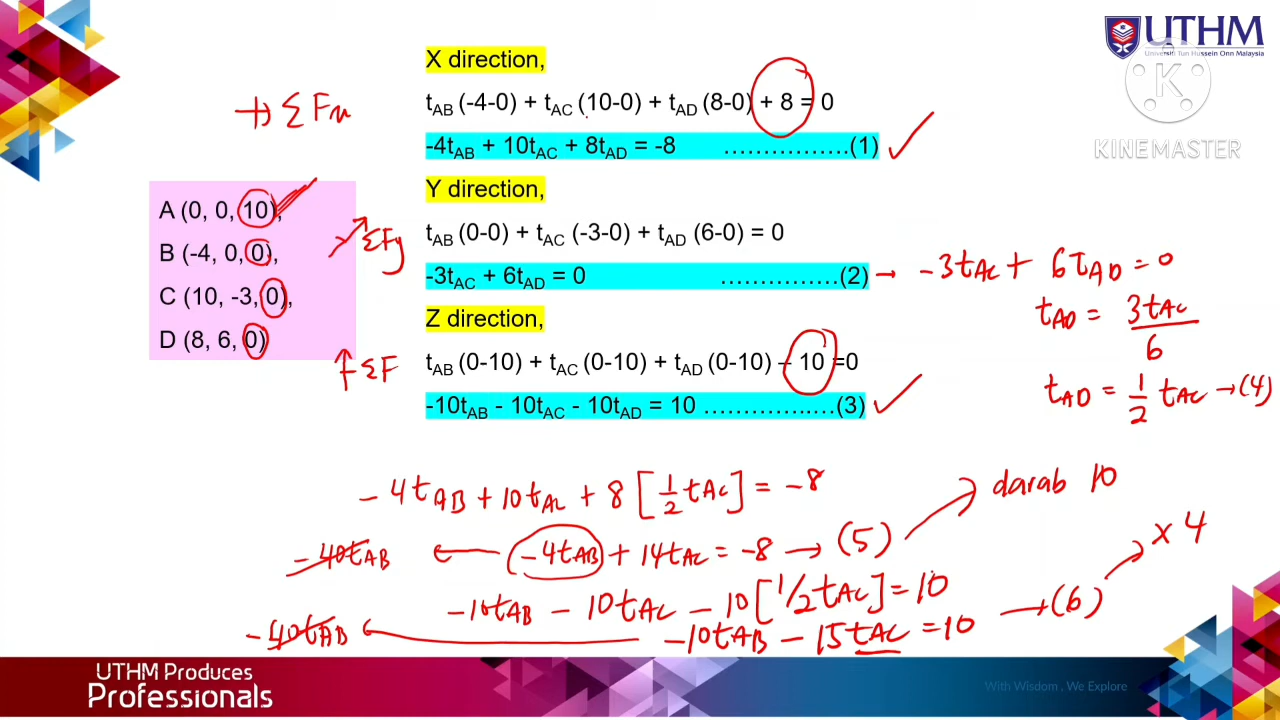 UTHM
Universiti Tun Hussein Onn Malaysia
K
KINEMASTER
X direction,
→+ ΣFx
tAB (-4-0) + tAC (10-0) + tAD (8-0) + 8 = 0
-4tAB + 10tAC + 8tAD = -8 ................(1)
Y direction,
A (0, 0, 10),
B (-4, 0, 0),
C (10, -3, 0),
D (8, 6, 0)
ΣFy
tAB (0-0) + tAC (-3-0) + tAD (6-0) = 0
-3tAC + 6tAD = 0 ...............(2) → -3tAC + 6tAD = 0
tAD = 3tAC/6
Z direction,
↑ ΣF
tAB (0-10) + tAC (0-10) + tAD (0-10) – 10 =0
tAD = 1/2 tAC → (4)
-10tAB - 10tAC - 10tAD = 10 .................(3)
-4tAB + 10tAC + 8 [1/2 tAC] = -8
darab 10
-40tAB ← -4tAB + 14tAC = -8 → (5)
x 4
-10tAB - 10tAC - 10 [1/2 tAC] = 10
-40tAB ← -10tAB - 15tAC = 10 → (6)
UTHM Produces
Professionals
With Wisdom , We Explore